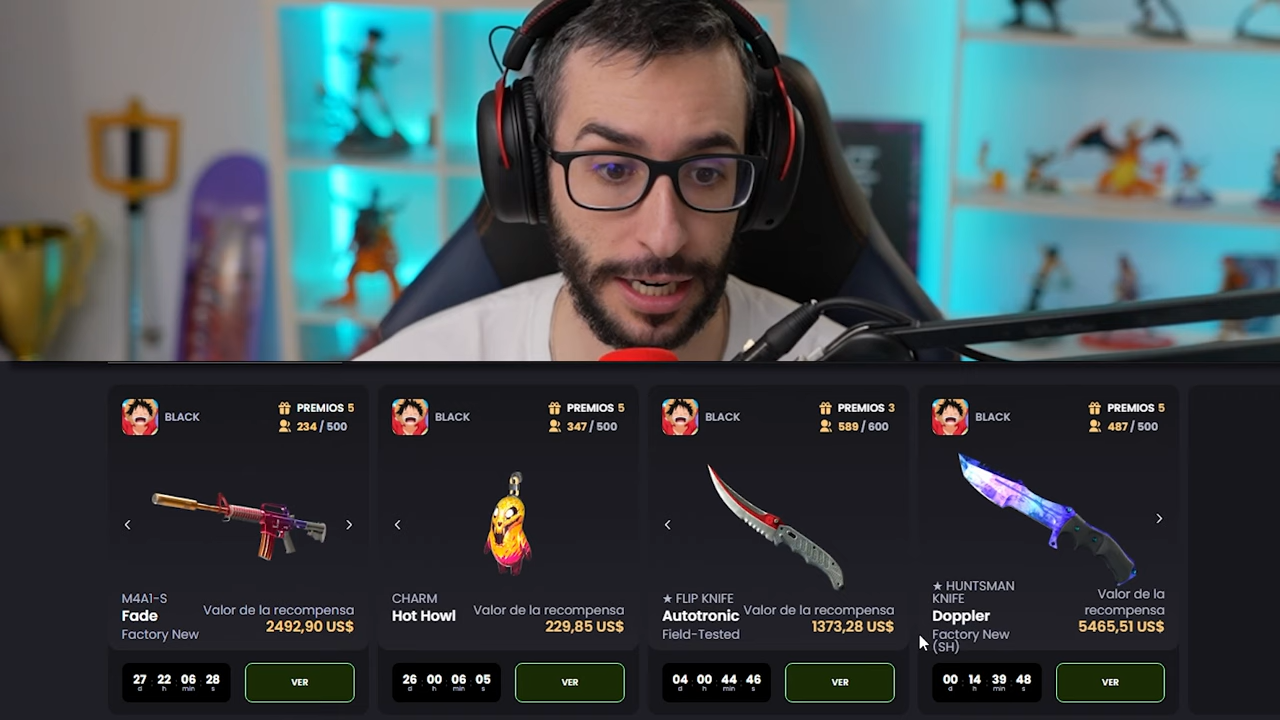 BLACK
PREMIOS 5
234 / 500
M4A1-S
Fade
Factory New
Valor de la recompensa
2492,90 US$
27 22 06 28
d h min s
VER
BLACK
PREMIOS 5
347 / 500
CHARM
Hot Howl
Valor de la recompensa
229,85 US$
26 00 06 05
d h min s
VER
BLACK
PREMIOS 3
589 / 600
★ FLIP KNIFE
Autotronic
Field-Tested
Valor de la recompensa
1373,28 US$
04 00 44 46
d h min s
VER
BLACK
PREMIOS 5
487 / 500
★ HUNTSMAN
KNIFE
Doppler
Factory New
(SH)
Valor de la
recompensa
5465,51 US$
00 14 39 48
d h min s
VER